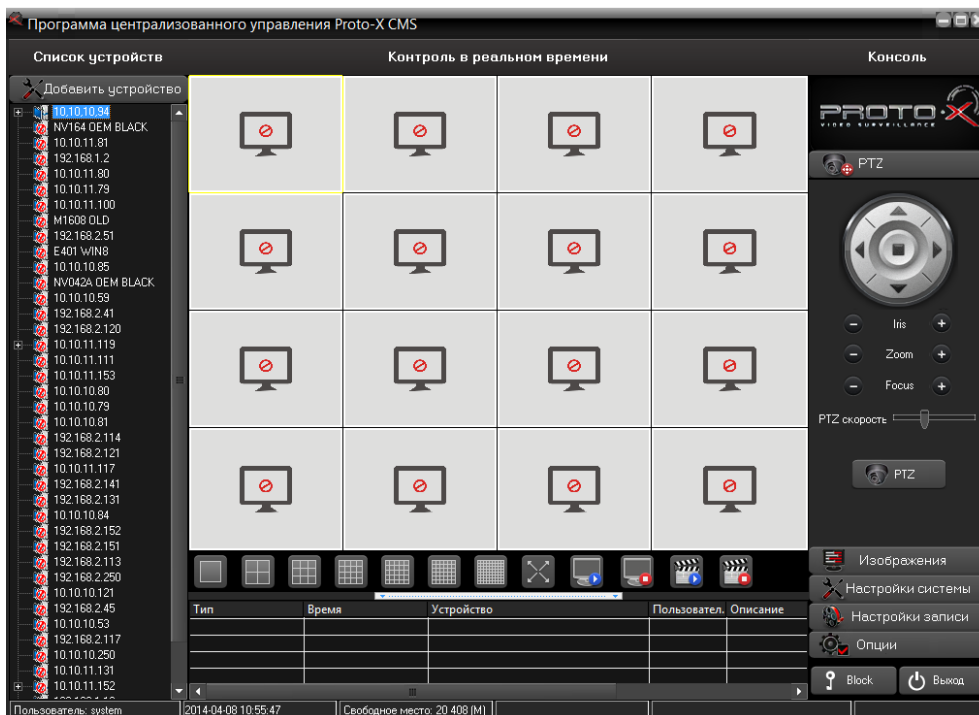 Программа централизованного управления Proto-X CMS
Список устройств
Контроль в реальном времени
Консоль
Добавить устройство
10.10.10.94
NV164 OEM BLACK
10.10.11.81
192.168.1.2
10.10.11.80
10.10.11.79
10.10.11.100
M1608 OLD
192.168.2.51
E401 WIN8
10.10.10.85
NV042A OEM BLACK
10.10.10.59
192.168.2.41
192.168.2.120
10.10.11.119
10.10.11.111
10.10.11.153
10.10.10.80
10.10.10.79
10.10.10.81
192.168.2.114
192.168.2.121
10.10.11.117
192.168.2.141
192.168.2.131
10.10.10.84
192.168.2.152
192.168.2.151
192.168.2.113
192.168.2.250
10.10.10.121
192.168.2.45
10.10.10.53
192.168.2.117
10.10.10.250
10.10.11.131
10.10.11.152
PROTO-X
VIDEO SURVEILLANCE
PTZ
Iris
Zoom
Focus
PTZ скорость
PTZ
Изображения
Настройки системы
Настройки записи
Опции
Block
Выход
Тип Время Устройство Пользовател. Описание
Пользователь: system
2014-04-08 10:55:47
Свободное место: 20 408 (M)